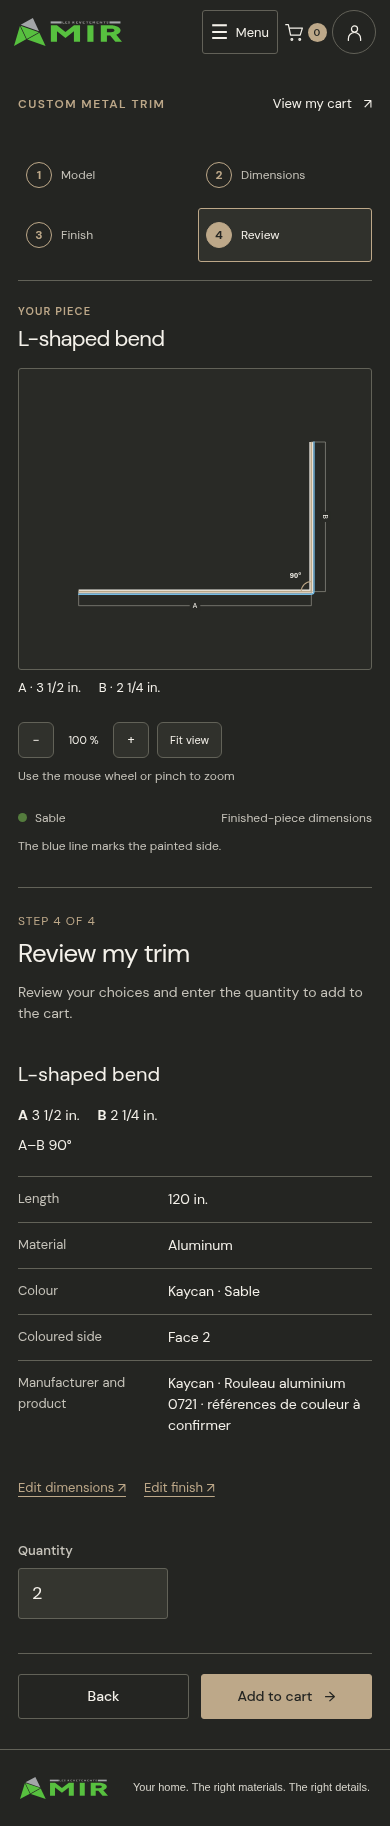 AMIR
Menu
0
CUSTOM METAL TRIM
View my cart
1 Model
2 Dimensions
3 Finish
4 Review
YOUR PIECE
L-shaped bend
B
90°
A
A · 3 1/2 in. B · 2 1/4 in.
− 100 % + Fit view
Use the mouse wheel or pinch to zoom
Sable
Finished-piece dimensions
The blue line marks the painted side.
STEP 4 OF 4
Review my trim
Review your choices and enter the quantity to add to
the cart.
L-shaped bend
A 3 1/2 in. B 2 1/4 in.
A–B 90°
Length 120 in.
Material Aluminum
Colour Kaycan · Sable
Coloured side Face 2
Manufacturer and
product
Kaycan · Rouleau aluminium
0721 · références de couleur à
confirmer
Edit dimensions Edit finish
Quantity
2
Back
Add to cart →
AMIR
Your home. The right materials. The right details.